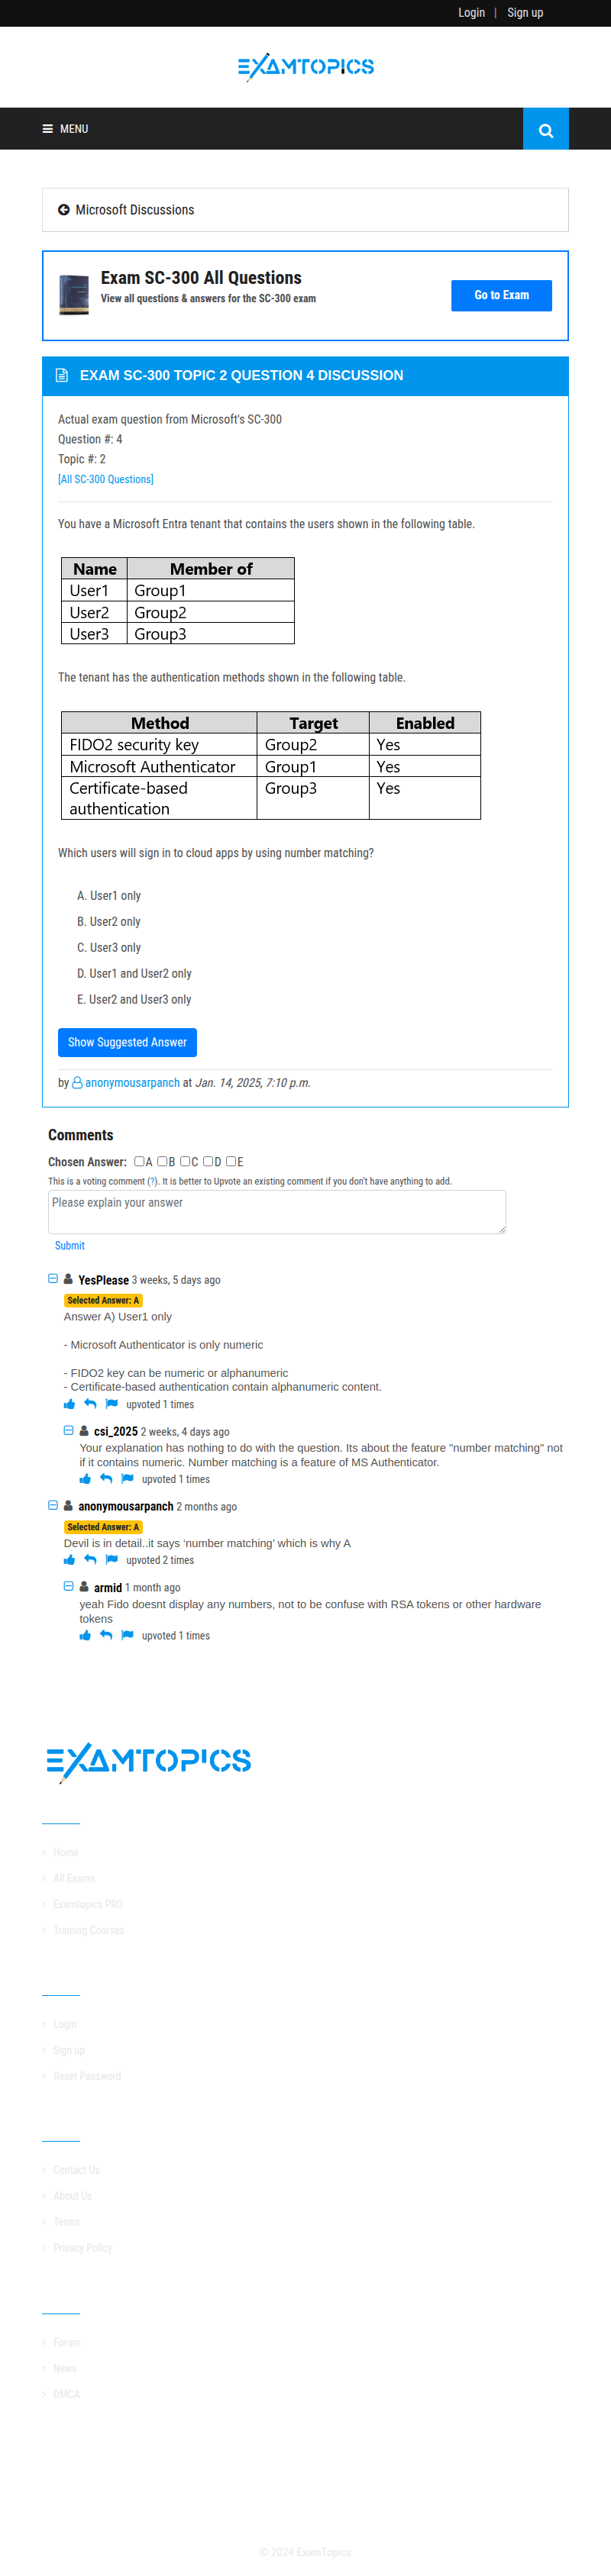 Login | Sign up
EXAMTOPICS
MENU
Microsoft Discussions
Exam SC-300 All Questions
View all questions & answers for the SC-300 exam
Go to Exam
EXAM SC-300 TOPIC 2 QUESTION 4 DISCUSSION
Actual exam question from Microsoft's SC-300
Question #: 4
Topic #: 2
[All SC-300 Questions]
You have a Microsoft Entra tenant that contains the users shown in the following table.
Name Member of
User1 Group1
User2 Group2
User3 Group3
The tenant has the authentication methods shown in the following table.
Method Target Enabled
FIDO2 security key Group2 Yes
Microsoft Authenticator Group1 Yes
Certificate-based Group3 Yes
authentication
Which users will sign in to cloud apps by using number matching?
A. User1 only
B. User2 only
C. User3 only
D. User1 and User2 only
E. User2 and User3 only
Show Suggested Answer
by anonymousarpanch at Jan. 14, 2025, 7:10 p.m.
Comments
Chosen Answer: A B C D E
This is a voting comment (?). It is better to Upvote an existing comment if you don't have anything to add.
Please explain your answer
Submit
YesPlease 3 weeks, 5 days ago
Selected Answer: A
Answer A) User1 only
- Microsoft Authenticator is only numeric
- FIDO2 key can be numeric or alphanumeric
- Certificate-based authentication contain alphanumeric content.
upvoted 1 times
csi_2025 2 weeks, 4 days ago
Your explanation has nothing to do with the question. Its about the feature "number matching" not
if it contains numeric. Number matching is a feature of MS Authenticator.
upvoted 1 times
anonymousarpanch 2 months ago
Selected Answer: A
Devil is in detail..it says ‘number matching’ which is why A
upvoted 2 times
armid 1 month ago
yeah Fido doesnt display any numbers, not to be confuse with RSA tokens or other hardware
tokens
upvoted 1 times
EXAMTOPICS
Home
All Exams
Examtopics PRO
Training Courses
Login
Sign up
Reset Password
Contact Us
About Us
Terms
Privacy Policy
Forum
News
DMCA
© 2024 ExamTopics